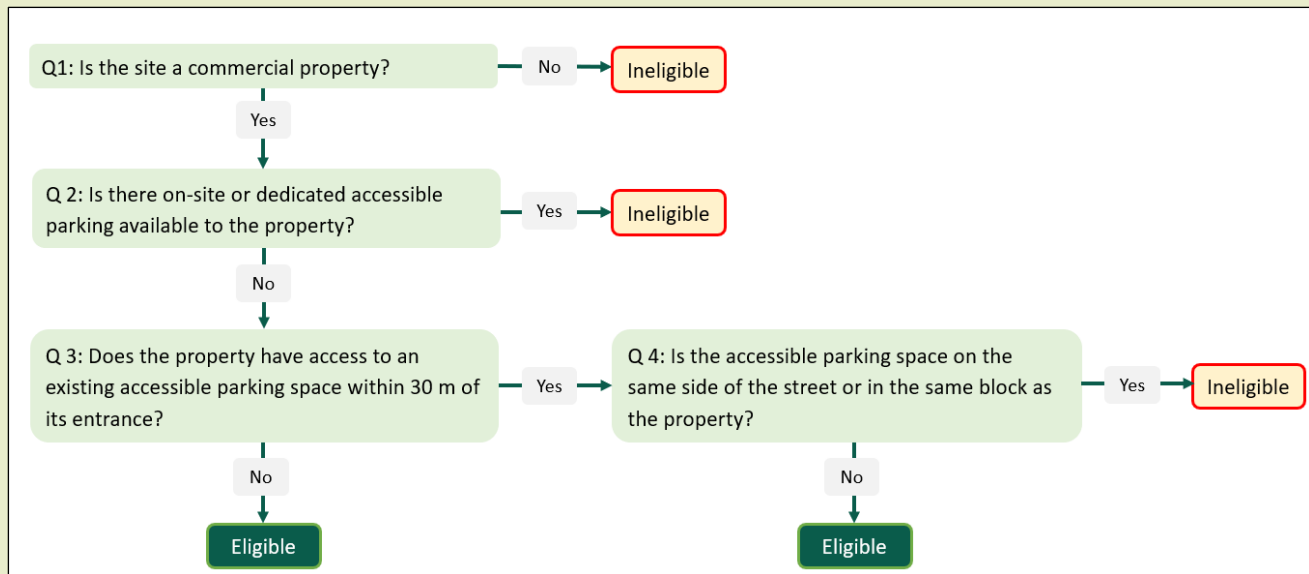 Q1: Is the site a commercial property?
No
Ineligible
Yes
Q 2: Is there on-site or dedicated accessible
parking available to the property?
Yes
Ineligible
No
Q 3: Does the property have access to an
existing accessible parking space within 30 m of
its entrance?
Yes
Q 4: Is the accessible parking space on the
same side of the street or in the same block as
the property?
Yes
Ineligible
No
Eligible
No
Eligible